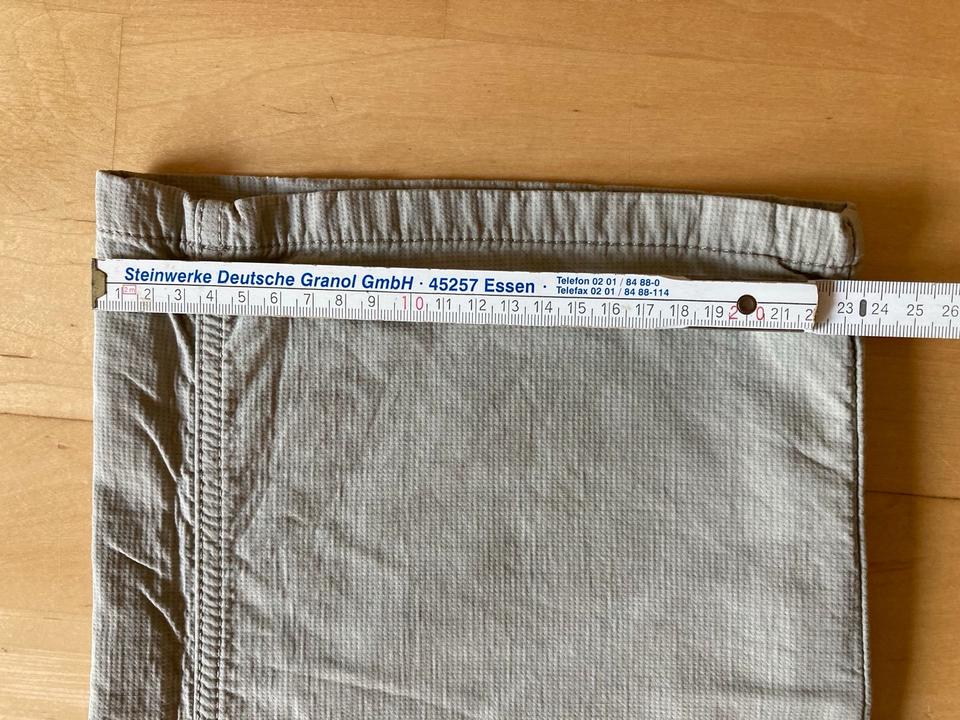 Steinwerke Deutsche Granol GmbH · 45257 Essen ·
Telefon 02 01 / 84 88-0
Telefax 02 01 / 84 88-114
1 2 3 4 5 6 7 8 9 10 11 12 13 14 15 16 17 18 19 20 21 2 23 24 25 26